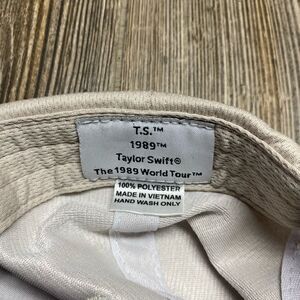 T.S.™
1989™
Taylor Swift®
The 1989 World Tour™
100% POLYESTER
MADE IN VIETNAM
HAND WASH ONLY